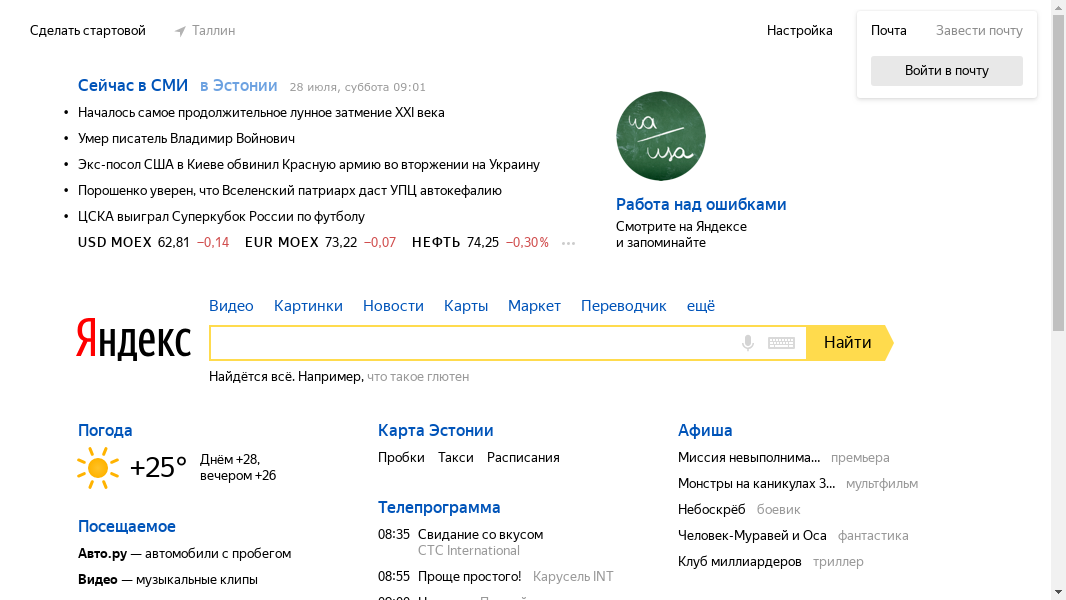 Сделать стартовой
Таллин
Настройка
Почта
Завести почту
Войти в почту
Сейчас в СМИ
в Эстонии
28 июля, суббота 09:01
• Началось самое продолжительное лунное затмение XXI века
• Умер писатель Владимир Войнович
• Экс-посол США в Киеве обвинил Красную армию во вторжении на Украину
• Порошенко уверен, что Вселенский патриарх даст УПЦ автокефалию
• ЦСКА выиграл Суперкубок России по футболу
USD MOEX 62,81 −0,14 EUR MOEX 73,22 −0,07 НЕФТЬ 74,25 −0,30%
ua
usa
Работа над ошибками
Смотрите на Яндексе
и запоминайте
Видео Картинки Новости Карты Маркет Переводчик ещё
Яндекс
Найти
Найдётся всё. Например, что такое глютен
Погода
+25°
Днём +28,
вечером +26
Посещаемое
Авто.ру — автомобили с пробегом
Видео — музыкальные клипы
Карта Эстонии
Пробки Такси Расписания
Телепрограмма
08:35 Свидание со вкусом
CTC International
08:55 Проще простого! Карусель INT
Афиша
Миссия невыполнима... премьера
Монстры на каникулах 3... мультфильм
Небоскрёб боевик
Человек-Муравей и Оса фантастика
Клуб миллиардеров триллер